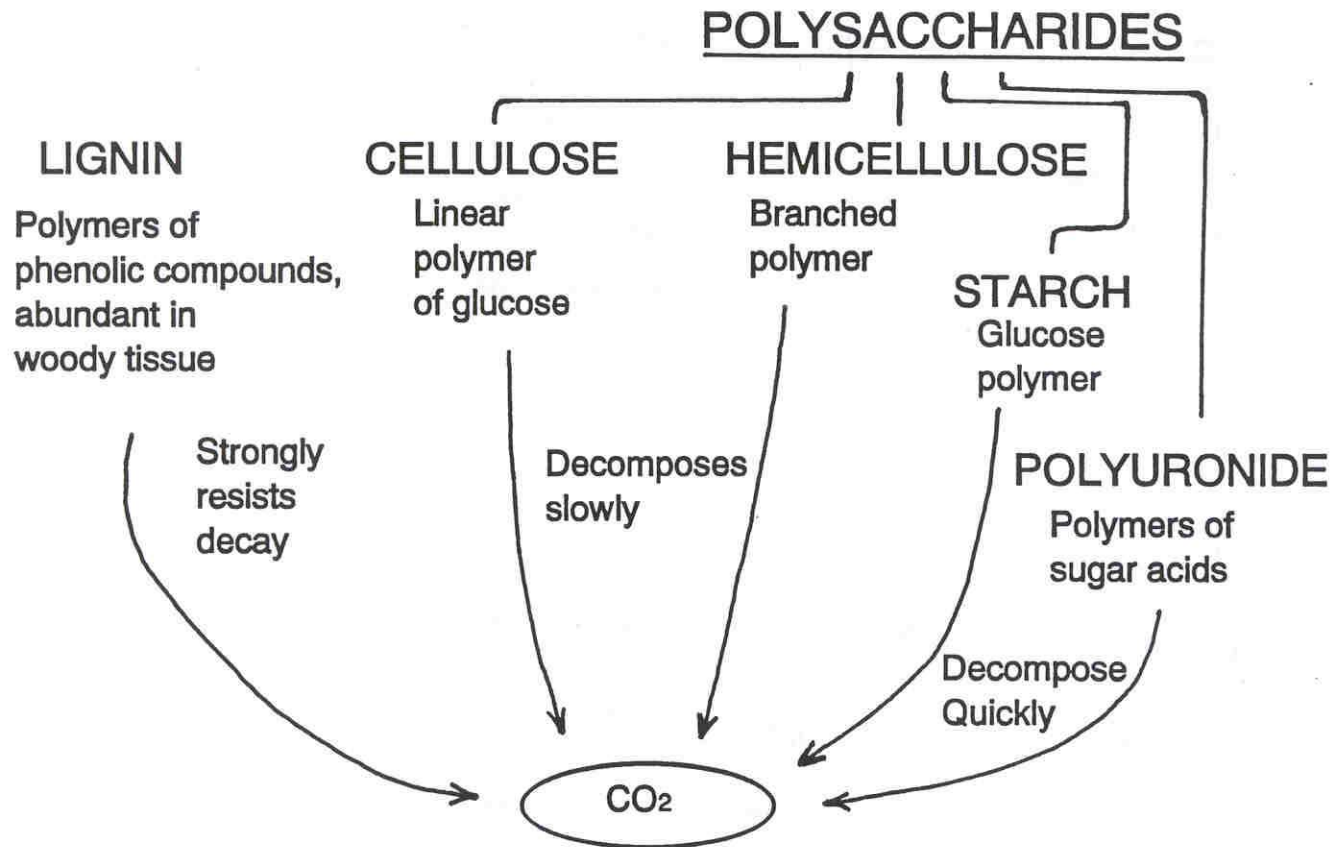 POLYSACCHARIDES
LIGNIN
Polymers of
phenolic compounds,
abundant in
woody tissue
CELLULOSE
Linear
polymer
of glucose
HEMICELLULOSE
Branched
polymer
STARCH
Glucose
polymer
POLYURONIDE
Polymers of
sugar acids
Strongly
resists
decay
Decomposes
slowly
Decompose
Quickly
CO₂